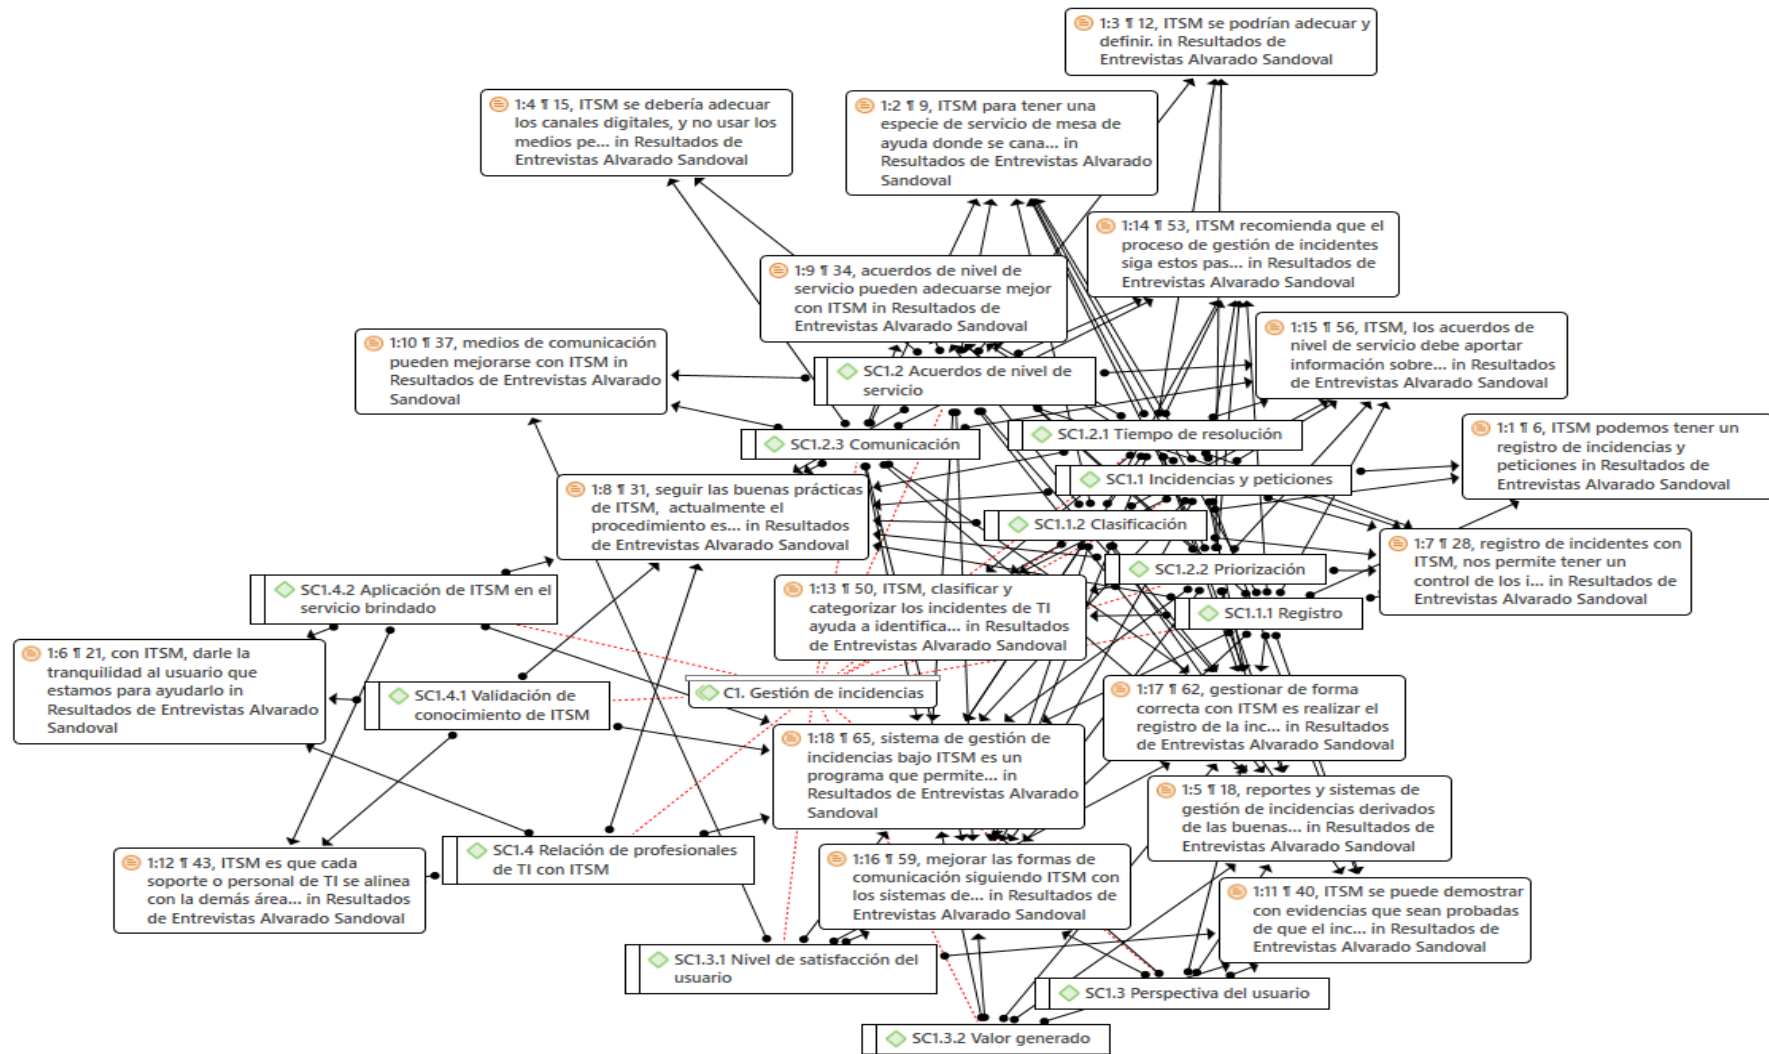 1:3 ¶ 12, ITSM se podrían adecuar y
definir. in Resultados de
Entrevistas Alvarado Sandoval
1:4 ¶ 15, ITSM se debería adecuar
los canales digitales, y no usar los
medios pe... in Resultados de
Entrevistas Alvarado Sandoval
1:2 ¶ 9, ITSM para tener una
especie de servicio de mesa de
ayuda donde se cana... in
Resultados de Entrevistas Alvarado
Sandoval
1:14 ¶ 53, ITSM recomienda que el
proceso de gestión de incidentes
siga estos pas... in Resultados de
Entrevistas Alvarado Sandoval
1:9 ¶ 34, acuerdos de nivel de
servicio pueden adecuarse mejor
con ITSM in Resultados de
Entrevistas Alvarado Sandoval
1:15 ¶ 56, ITSM, los acuerdos de
nivel de servicio debe aportar
información sobre... in Resultados
de Entrevistas Alvarado Sandoval
1:10 ¶ 37, medios de comunicación
pueden mejorarse con ITSM in
Resultados de Entrevistas Alvarado
Sandoval
SC1.2 Acuerdos de nivel de
servicio
SC1.2.3 Comunicación
SC1.2.1 Tiempo de resolución
1:1 ¶ 6, ITSM podemos tener un
registro de incidencias y
peticiones in Resultados de
Entrevistas Alvarado Sandoval
SC1.1 Incidencias y peticiones
1:8 ¶ 31, seguir las buenas prácticas
de ITSM, actualmente el
procedimiento es... in Resultados
de Entrevistas Alvarado Sandoval
SC1.1.2 Clasificación
1:7 ¶ 28, registro de incidentes con
ITSM, nos permite tener un
control de los i... in Resultados de
Entrevistas Alvarado Sandoval
SC1.2.2 Priorización
SC1.4.2 Aplicación de ITSM en el
servicio brindado
1:13 ¶ 50, ITSM, clasificar y
categorizar los incidentes de TI
ayuda a identifica... in Resultados
de Entrevistas Alvarado Sandoval
SC1.1.1 Registro
1:6 ¶ 21, con ITSM, darle la
tranquilidad al usuario que
estamos para ayudarlo in
Resultados de Entrevistas Alvarado
Sandoval
SC1.4.1 Validación de
conocimiento de ITSM
C1. Gestión de incidencias
1:17 ¶ 62, gestionar de forma
correcta con ITSM es realizar el
registro de la inc... in Resultados
de Entrevistas Alvarado Sandoval
1:18 ¶ 65, sistema de gestión de
incidencias bajo ITSM es un
programa que permite... in
Resultados de Entrevistas Alvarado
Sandoval
1:5 ¶ 18, reportes y sistemas de
gestión de incidencias derivados
de las buenas... in Resultados de
Entrevistas Alvarado Sandoval
SC1.4 Relación de profesionales
de TI con ITSM
1:12 ¶ 43, ITSM es que cada
soporte o personal de TI se alinea
con la demás área... in Resultados
de Entrevistas Alvarado Sandoval
1:16 ¶ 59, mejorar las formas de
comunicación siguiendo ITSM con
los sistemas de... in Resultados de
Entrevistas Alvarado Sandoval
1:11 ¶ 40, ITSM se puede demostrar
con evidencias que sean probadas
de que el inc... in Resultados de
Entrevistas Alvarado Sandoval
SC1.3.1 Nivel de satisfacción del
usuario
SC1.3 Perspectiva del usuario
SC1.3.2 Valor generado